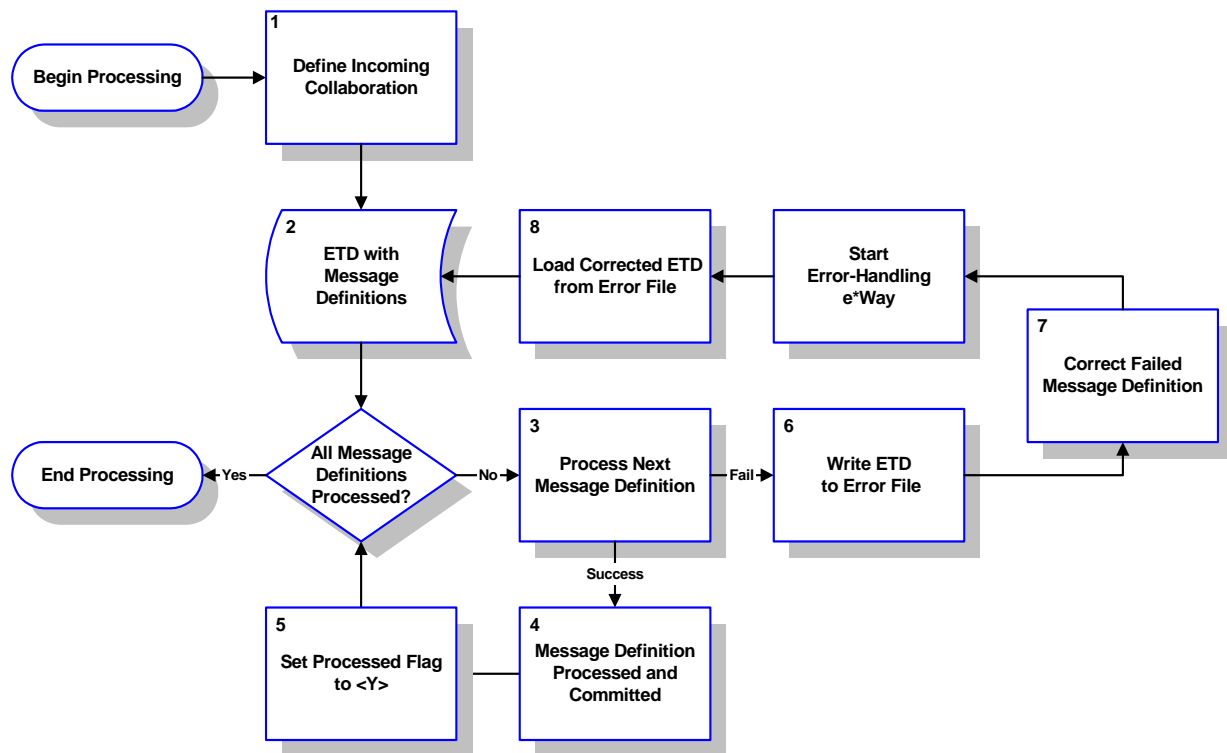 1
Begin Processing
Define Incoming
Collaboration
2
ETD with
Message
Definitions
8
Load Corrected ETD
from Error File
Start
Error-Handling
e*Way
7
Correct Failed
Message Definition
End Processing
Yes
All Message
Definitions
Processed?
No
3
Process Next
Message Definition
Fail
6
Write ETD
to Error File
Success
5
Set Processed Flag
to <Y>
4
Message Definition
Processed and
Committed